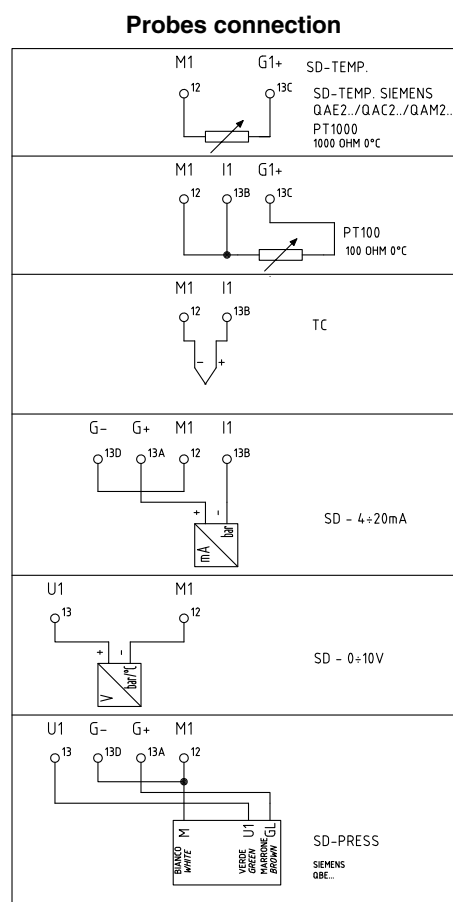 Probes connection
M1 G1+ SD-TEMP.
12 13C
SD-TEMP. SIEMENS
QAE2../QAC2../QAM2..
PT1000
1000 OHM 0°C
M1 I1 G1+
12 13B 13C
PT100
100 OHM 0°C
M1 I1
12 13B
TC
- +
G- G+ M1 I1
13D 13A 12 13B
+ -
mA bar
SD - 4÷20mA
U1 M1
13 12
+ -
V bar/°C
SD - 0÷10V
U1 G- G+ M1
13 13D 13A 12
M U1 GL
BIANCO VERDE MARRONE
WHITE GREEN BROWN
SD-PRESS
SIEMENS
QBE...